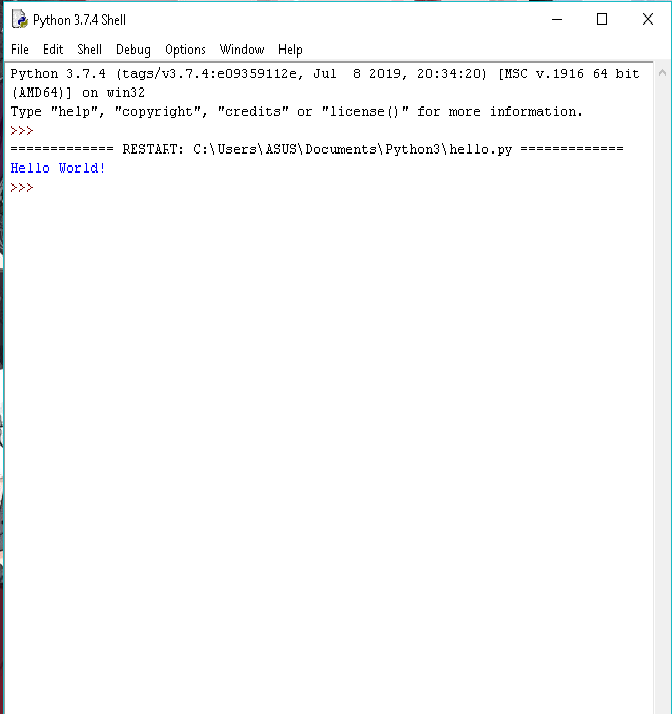 Python 3.7.4 Shell
File Edit Shell Debug Options Window Help
Python 3.7.4 (tags/v3.7.4:e09359112e, Jul  8 2019, 20:34:20) [MSC v.1916 64 bit
(AMD64)] on win32
Type "help", "copyright", "credits" or "license()" for more information.
>>>
============= RESTART: C:\Users\ASUS\Documents\Python3\hello.py =============
Hello World!
>>>